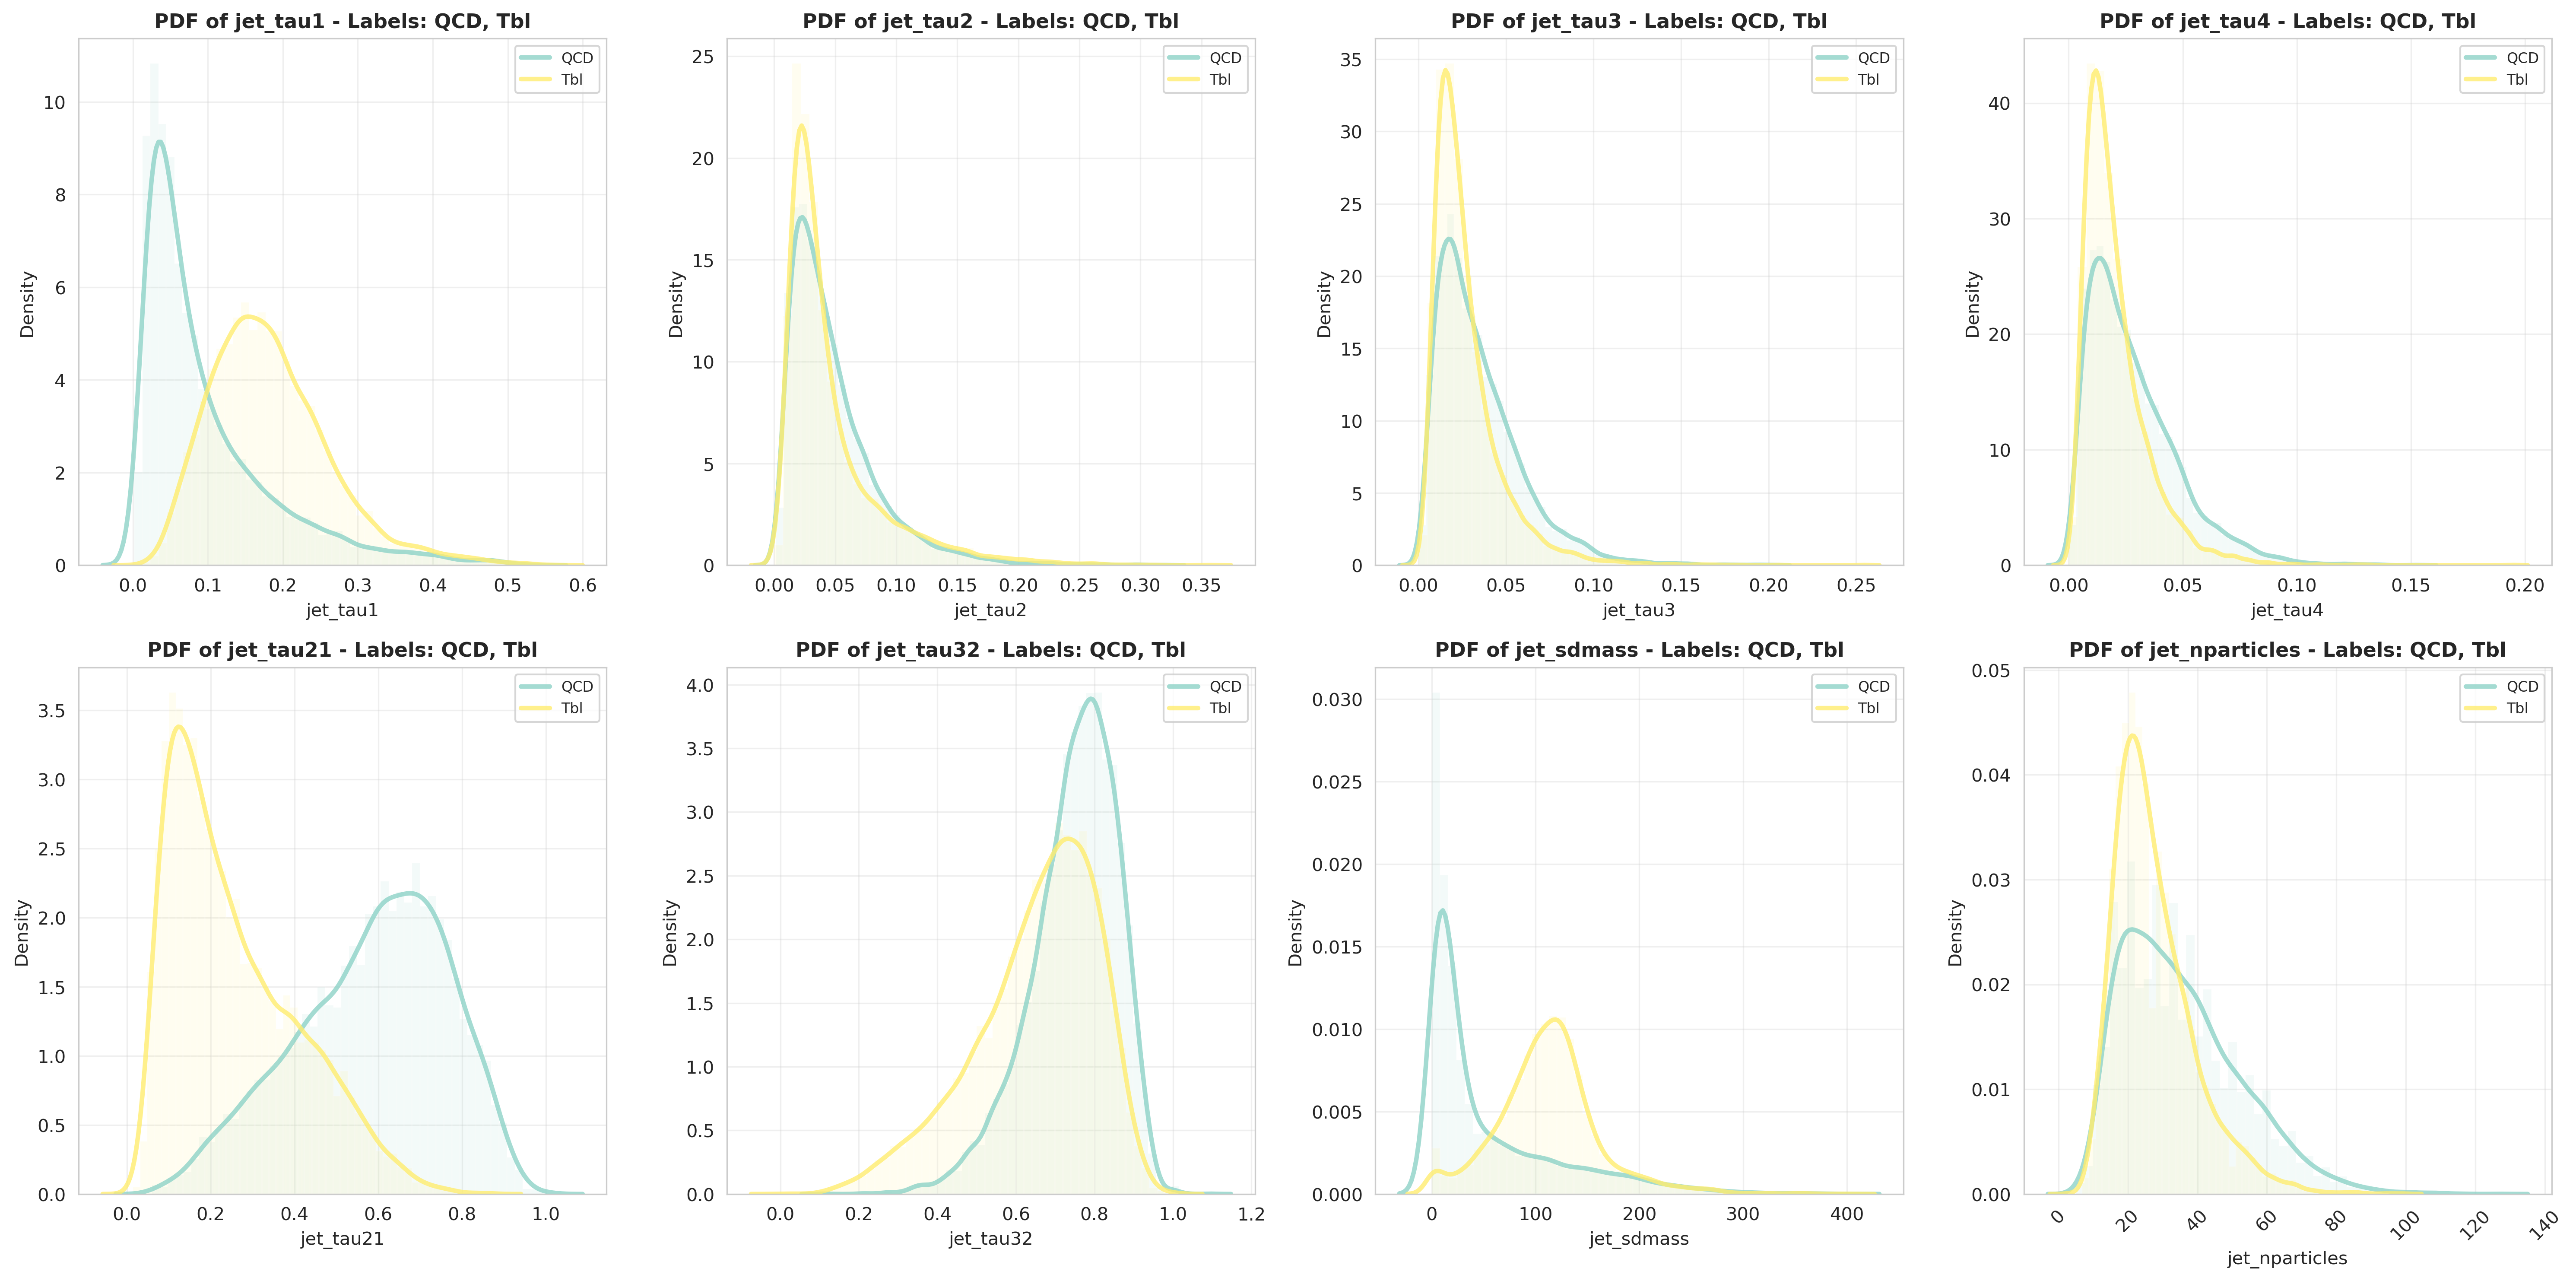 PDF of jet_tau1 - Labels: QCD, Tbl
QCD
Tbl
Density
10
8
6
4
2
0
0.0 0.1 0.2 0.3 0.4 0.5 0.6
jet_tau1
PDF of jet_tau2 - Labels: QCD, Tbl
QCD
Tbl
Density
25
20
15
10
5
0
0.00 0.05 0.10 0.15 0.20 0.25 0.30 0.35
jet_tau2
PDF of jet_tau3 - Labels: QCD, Tbl
QCD
Tbl
Density
35
30
25
20
15
10
5
0
0.00 0.05 0.10 0.15 0.20 0.25
jet_tau3
PDF of jet_tau4 - Labels: QCD, Tbl
QCD
Tbl
Density
40
30
20
10
0
0.00 0.05 0.10 0.15 0.20
jet_tau4
PDF of jet_tau21 - Labels: QCD, Tbl
QCD
Tbl
Density
3.5
3.0
2.5
2.0
1.5
1.0
0.5
0.0
0.0 0.2 0.4 0.6 0.8 1.0
jet_tau21
PDF of jet_tau32 - Labels: QCD, Tbl
QCD
Tbl
Density
4.0
3.5
3.0
2.5
2.0
1.5
1.0
0.5
0.0
0.0 0.2 0.4 0.6 0.8 1.0 1.2
jet_tau32
PDF of jet_sdmass - Labels: QCD, Tbl
QCD
Tbl
Density
0.030
0.025
0.020
0.015
0.010
0.005
0.000
0 100 200 300 400
jet_sdmass
PDF of jet_nparticles - Labels: QCD, Tbl
QCD
Tbl
Density
0.05
0.04
0.03
0.02
0.01
0.00
0 20 40 60 80 100 120 140
jet_nparticles